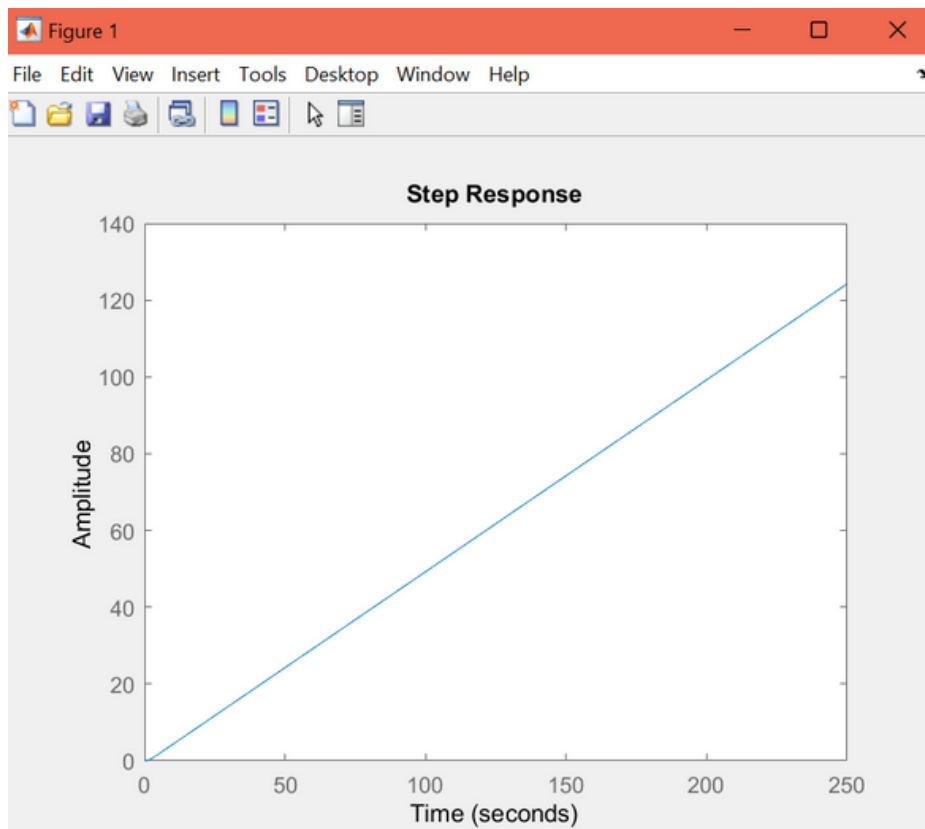 Figure 1
File Edit View Insert Tools Desktop Window Help
Step Response
140
120
100
80
60
40
20
0
Amplitude
0 50 100 150 200 250
Time (seconds)